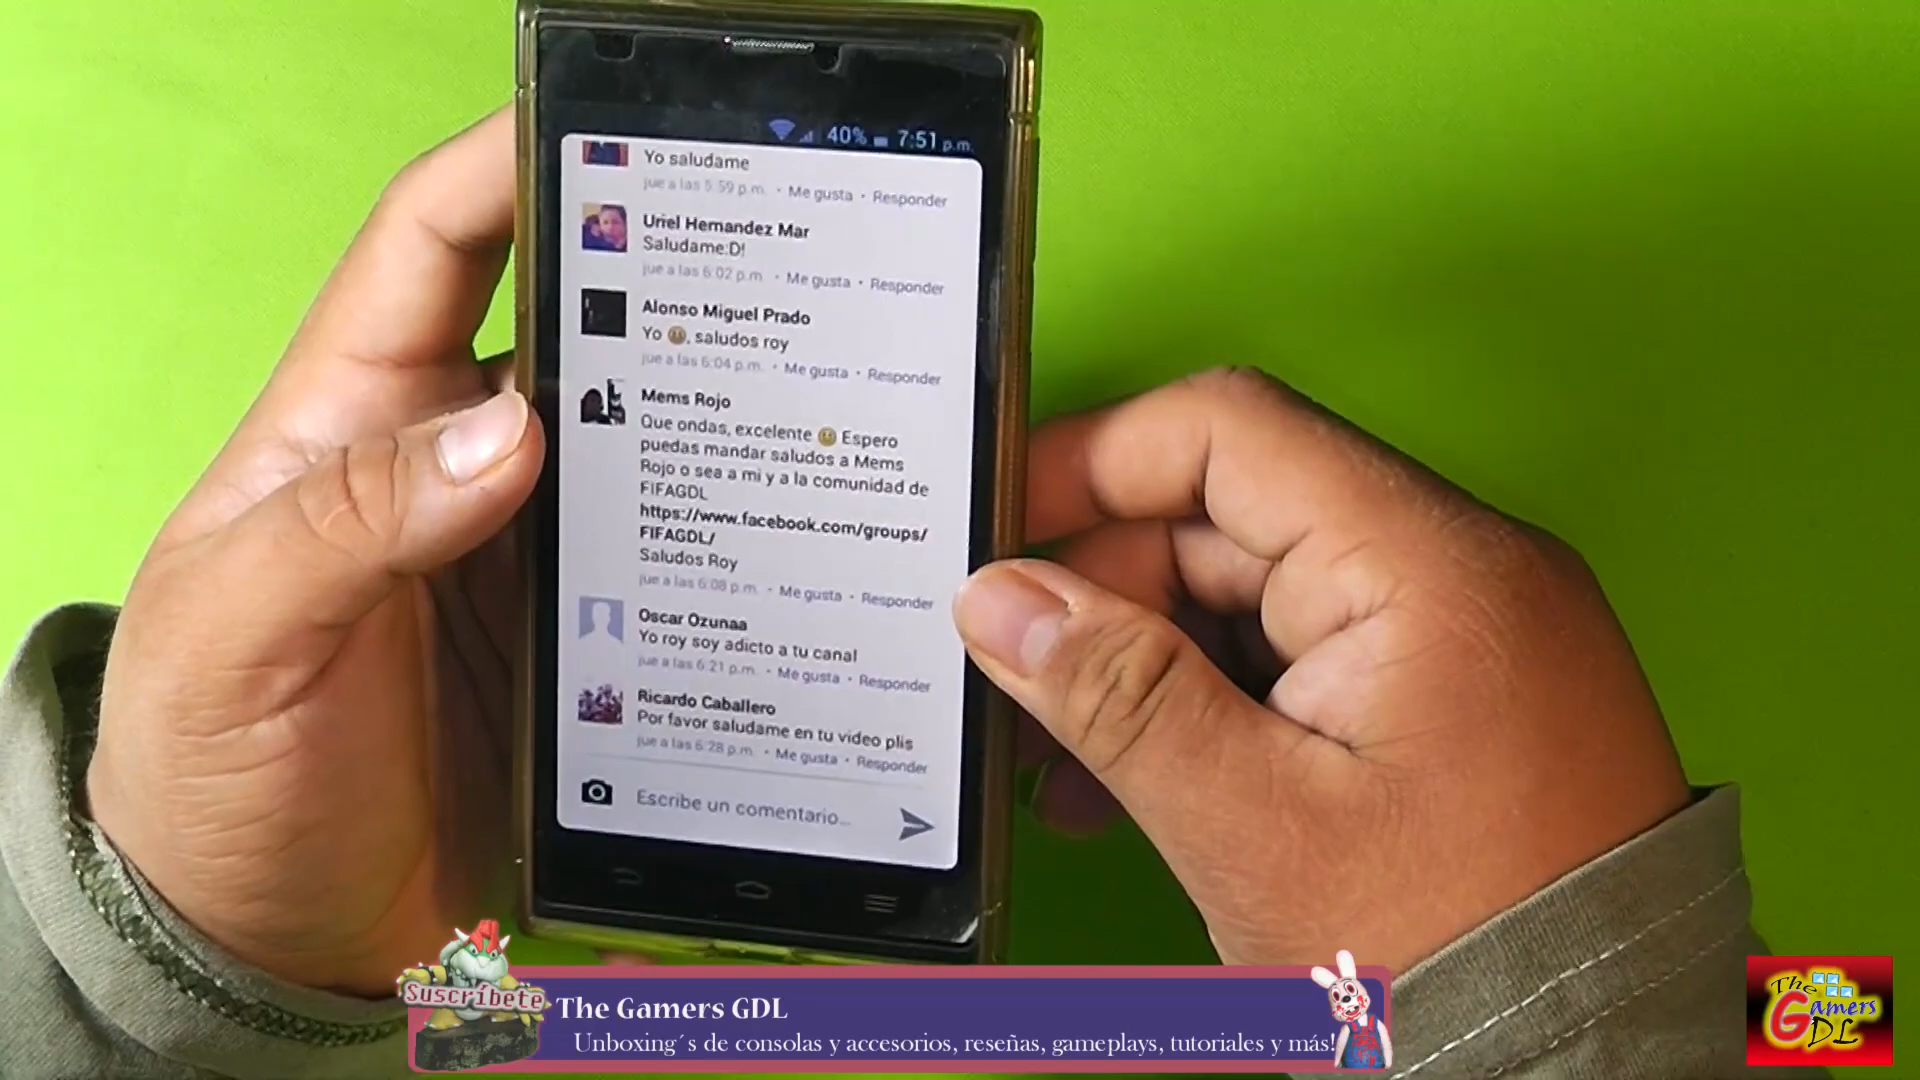 40% 7:51 p.m.
Yo saludame
jue a las 5:59 p.m. • Me gusta • Responder
Uriel Hernandez Mar
Saludame:D!
jue a las 6:02 p.m. • Me gusta • Responder
Alonso Miguel Prado
Yo 😀, saludos roy
jue a las 6:04 p.m. • Me gusta • Responder
Mems Rojo
Que ondas, excelente 😀 Espero
puedas mandar saludos a Mems
Rojo o sea a mi y a la comunidad de
FIFAGDL
https://www.facebook.com/groups/
FIFAGDL/
Saludos Roy
jue a las 6:08 p.m. • Me gusta • Responder
Oscar Ozunaa
Yo roy soy adicto a tu canal
jue a las 6:21 p.m. • Me gusta • Responder
Ricardo Caballero
Por favor saludame en tu video plis
jue a las 6:28 p.m. • Me gusta • Responder
Escribe un comentario...
Suscríbete
The Gamers GDL
Unboxing´s de consolas y accesorios, reseñas, gameplays, tutoriales y más!
The
Gamers
GDL